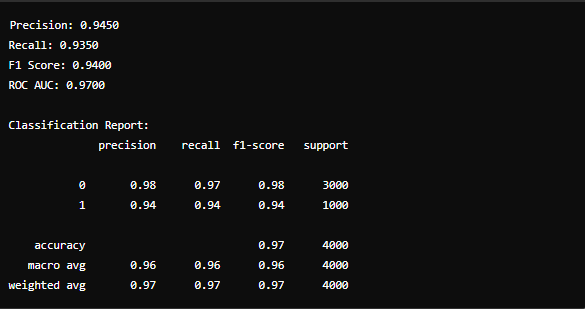 Precision: 0.9450
Recall: 0.9350
F1 Score: 0.9400
ROC AUC: 0.9700
Classification Report:
precision recall f1-score support
0 0.98 0.97 0.98 3000
1 0.94 0.94 0.94 1000
accuracy 0.97 4000
macro avg 0.96 0.96 0.96 4000
weighted avg 0.97 0.97 0.97 4000